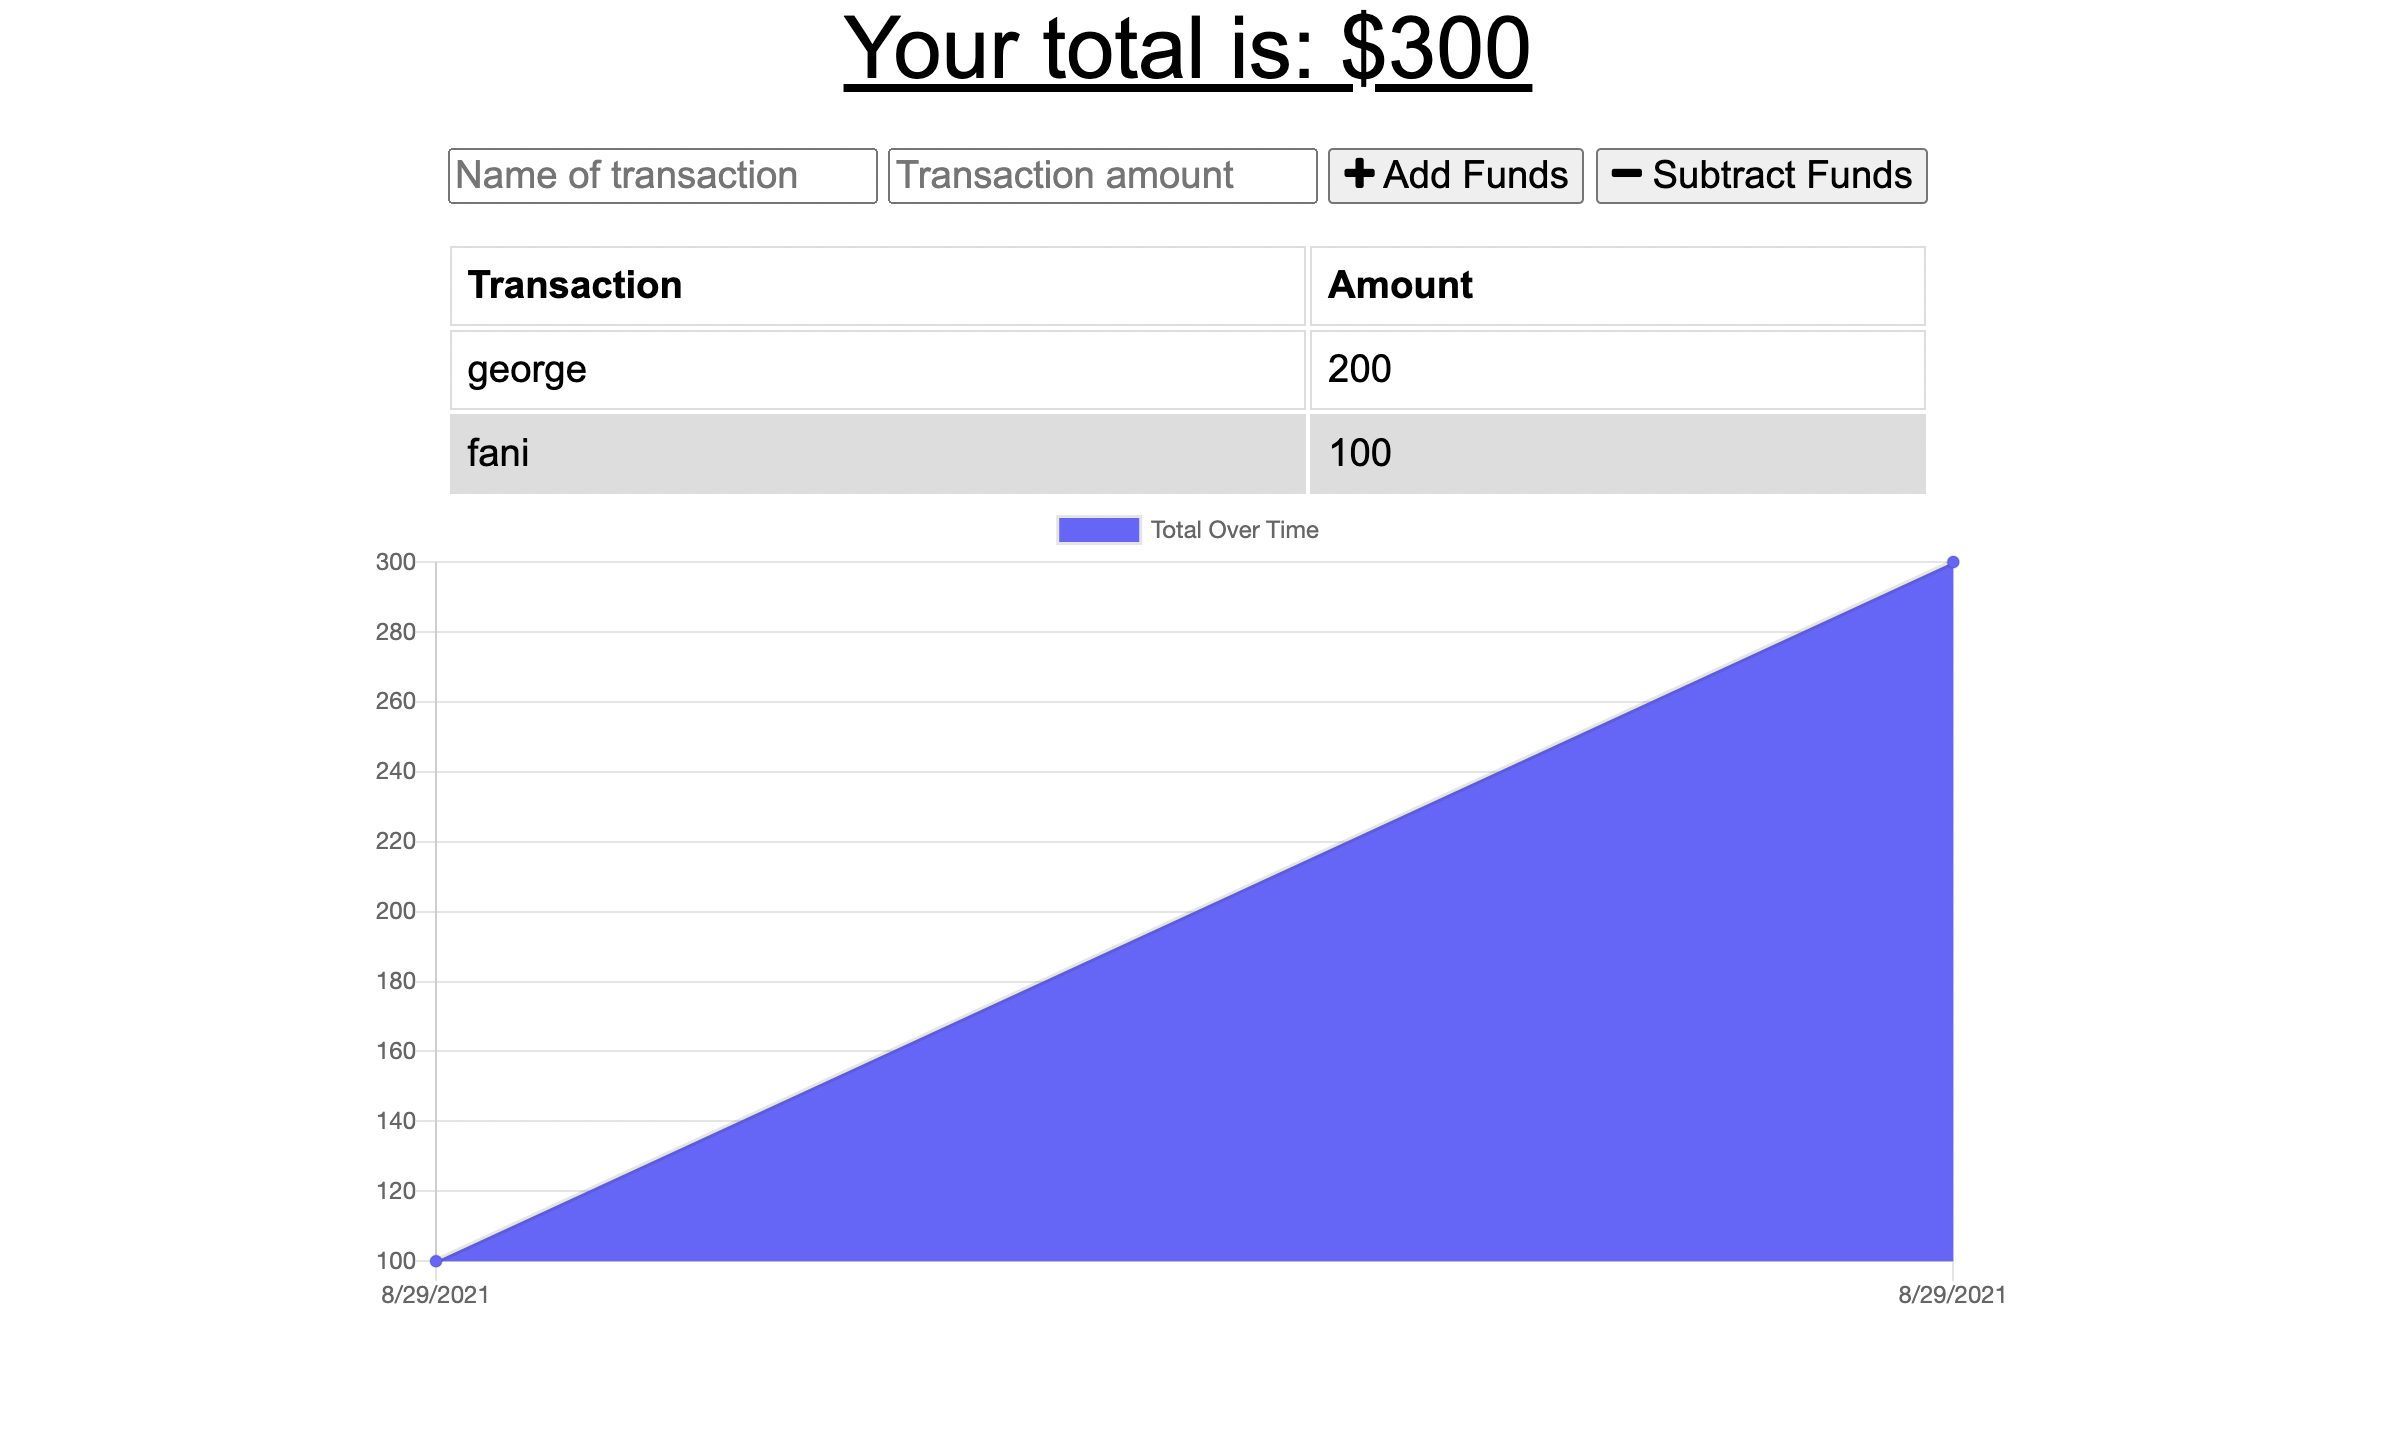 Your total is: $300
Name of transaction Transaction amount Add Funds Subtract Funds
Transaction Amount
george 200
fani 100
Total Over Time
300
280
260
240
220
200
180
160
140
120
100
8/29/2021 8/29/2021